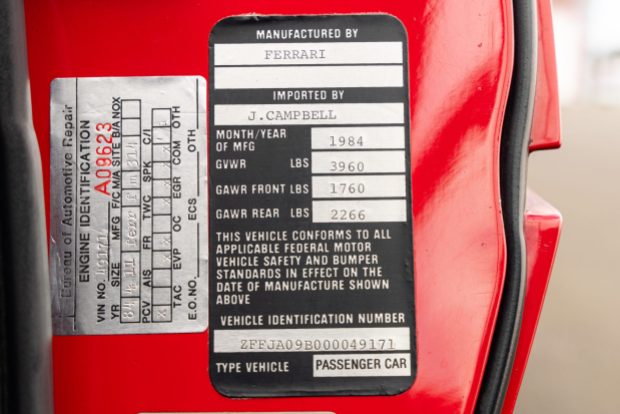 MANUFACTURED BY
FERRARI
IMPORTED BY
J.CAMPBELL
MONTH/YEAR OF MFG 1984
GVWR LBS 3960
GAWR FRONT LBS 1760
GAWR REAR LBS 2266
THIS VEHICLE CONFORMS TO ALL
APPLICABLE FEDERAL MOTOR
VEHICLE SAFETY AND BUMPER
STANDARDS IN EFFECT ON THE
DATE OF MANUFACTURE SHOWN
ABOVE
VEHICLE IDENTIFICATION NUMBER
ZFFJA09B000049171
TYPE VEHICLE PASSENGER CAR
Bureau of Automotive Repair
ENGINE IDENTIFICATION
VIN NO. A09623
YR SIZE MFG F/C M/A SITE B/A NOX
PCV AIS FR TWC SPK C/I
TAC EVP OC EGR COM OTH
E.O.NO. ECS OTH